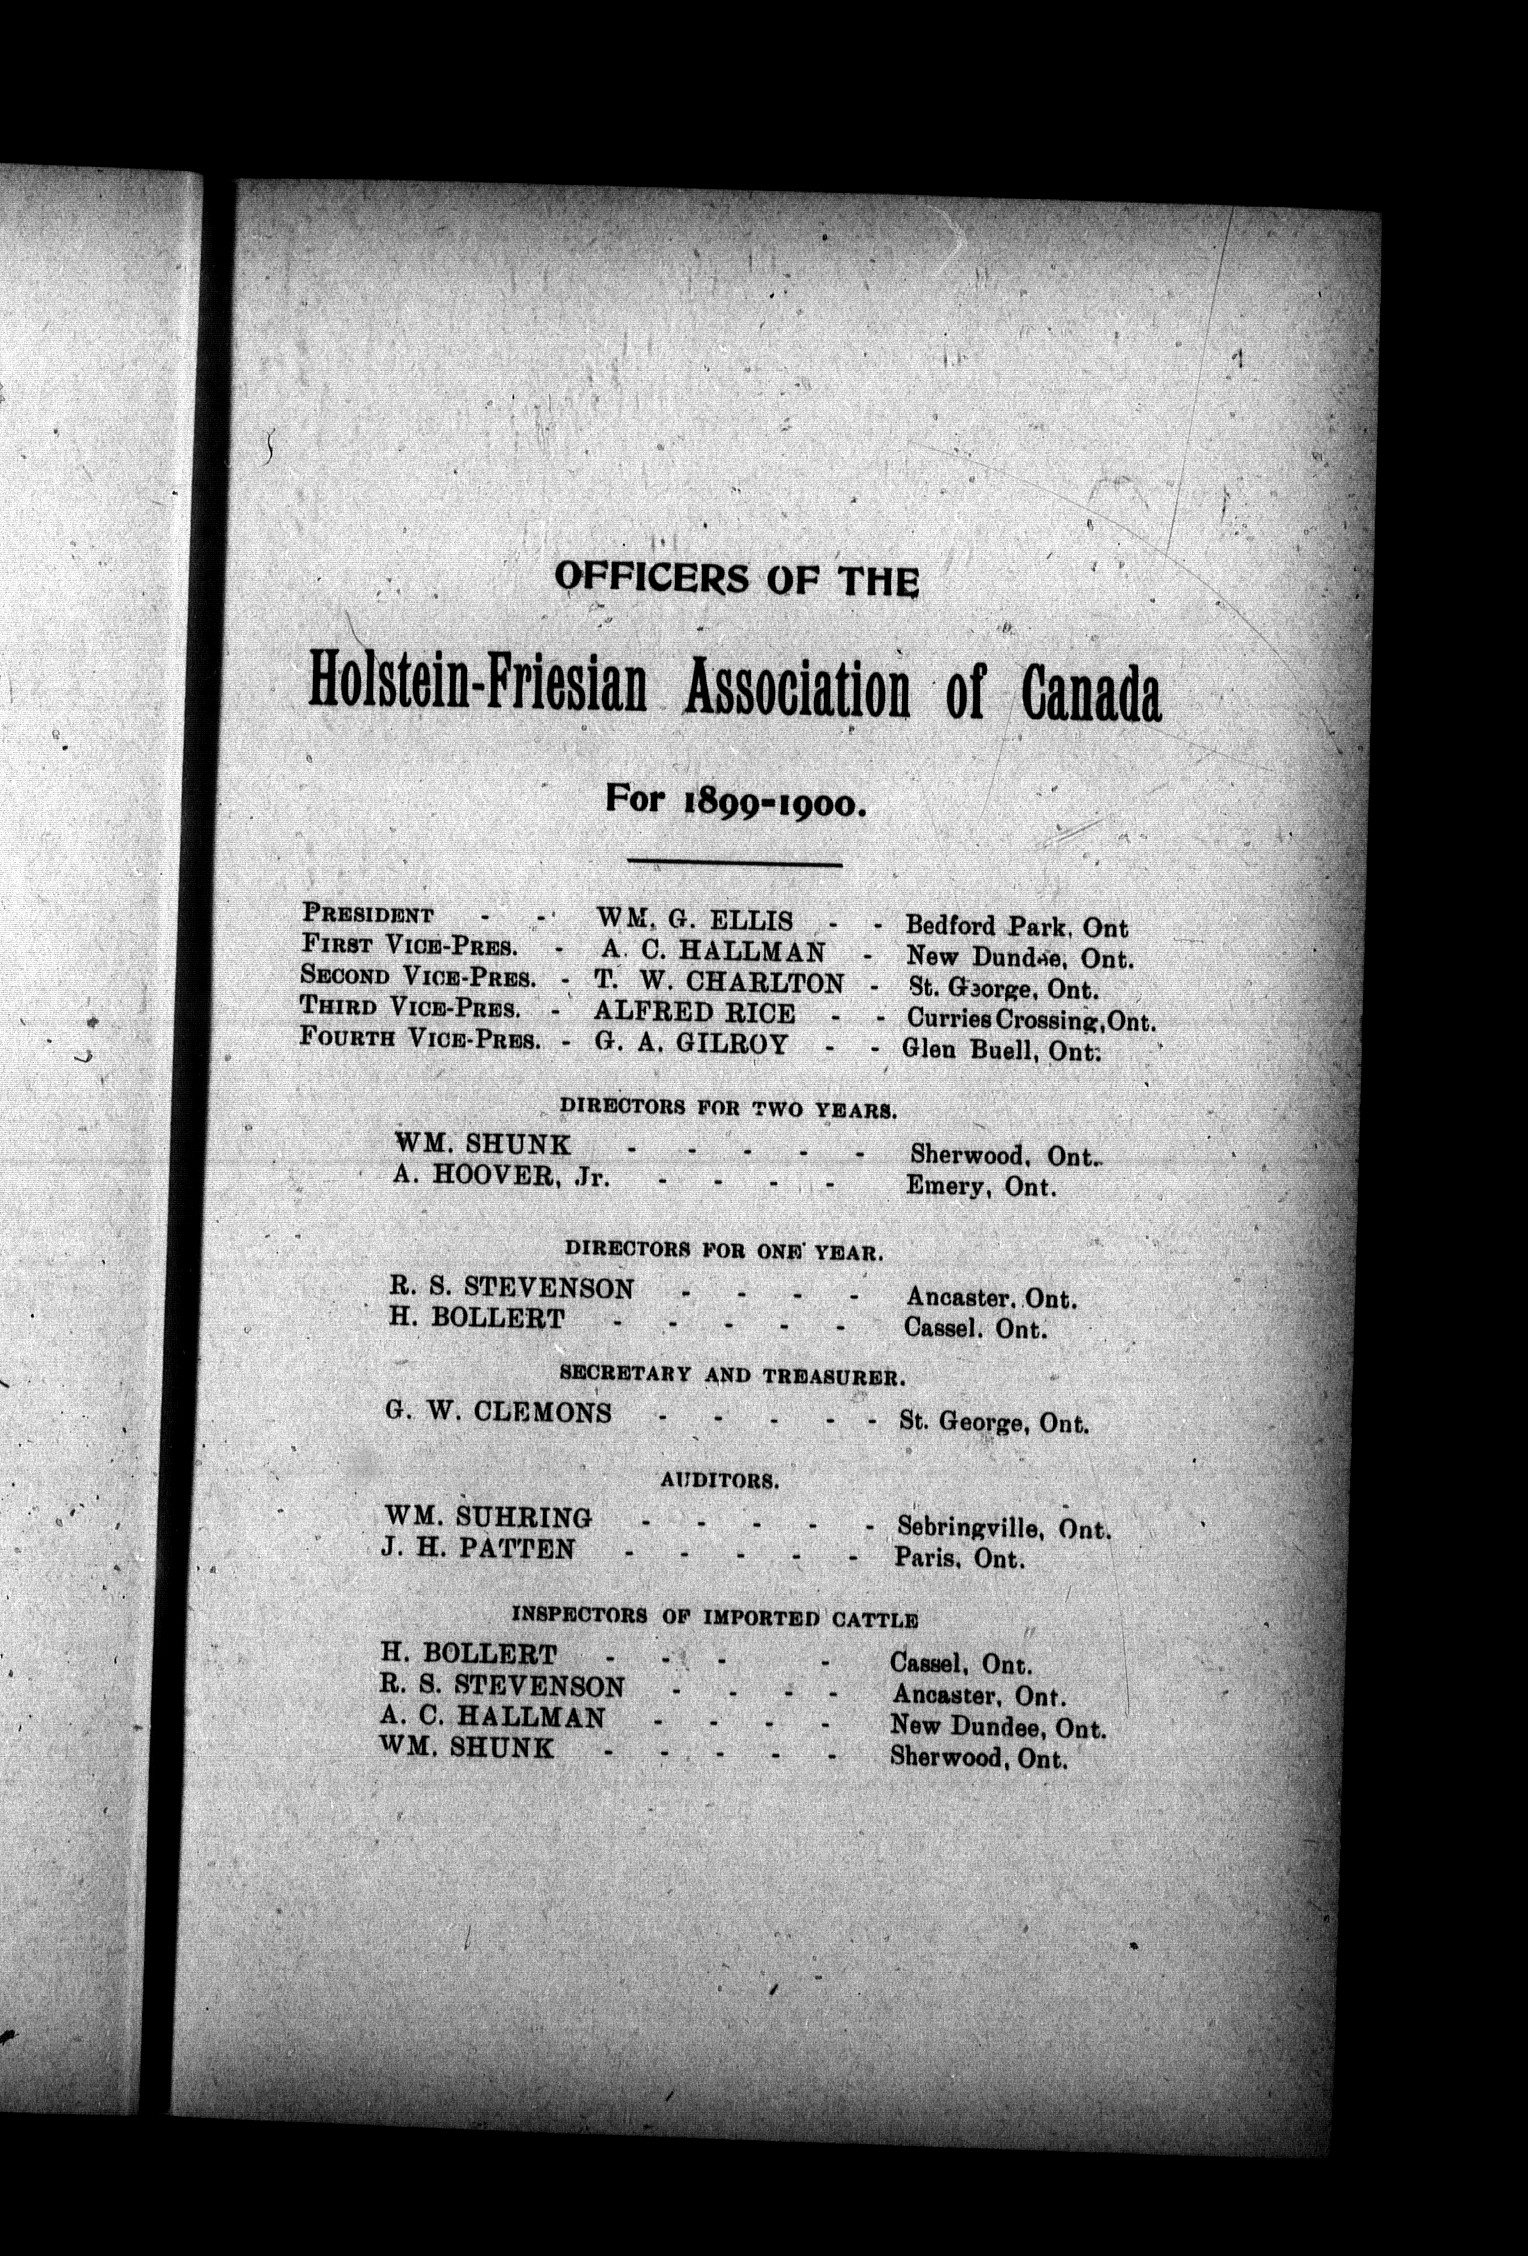 OFFICERS OF THE
Holstein-Friesian Association of Canada
For 1899-1900.
PRESIDENT - - WM. G. ELLIS - - Bedford Park, Ont
FIRST VICE-PRES. - A. C. HALLMAN - New Dundee, Ont.
SECOND VICE-PRES. - T. W. CHARLTON - St. George, Ont.
THIRD VICE-PRES. - ALFRED RICE - - Curries Crossing, Ont.
FOURTH VICE-PRES. - G. A. GILROY - - Glen Buell, Ont.
DIRECTORS FOR TWO YEARS.
WM. SHUNK - - - - - Sherwood, Ont.
A. HOOVER, Jr. - - - - Emery, Ont.
DIRECTORS FOR ONE YEAR.
R. S. STEVENSON - - - - Ancaster, Ont.
H. BOLLERT - - - - - Cassel, Ont.
SECRETARY AND TREASURER.
G. W. CLEMONS - - - - - St. George, Ont.
AUDITORS.
WM. SUHRING - - - - - Sebringville, Ont.
J. H. PATTEN - - - - - Paris, Ont.
INSPECTORS OF IMPORTED CATTLE
H. BOLLERT - - - - Cassel, Ont.
R. S. STEVENSON - - - - Ancaster, Ont.
A. C. HALLMAN - - - - New Dundee, Ont.
WM. SHUNK - - - - - Sherwood, Ont.